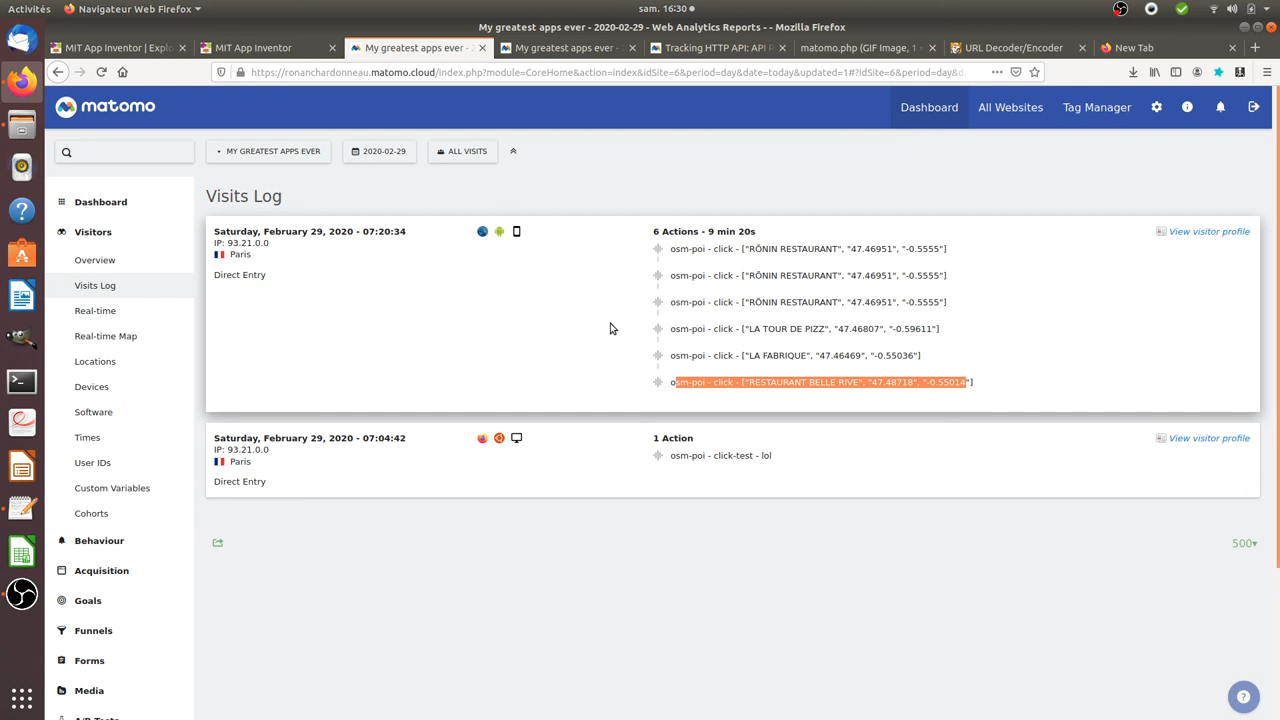 Activités
Navigateur Web Firefox
sam. 16:30
My greatest apps ever - 2020-02-29 - Web Analytics Reports - Mozilla Firefox
MIT App Inventor | Explo
MIT App Inventor
My greatest apps ever -
My greatest apps ever -
Tracking HTTP API: API R
matomo.php (GIF Image, 1
URL Decoder/Encoder
New Tab
https://ronanchardonneau.matomo.cloud/index.php?module=CoreHome&action=index&idSite=6&period=day&date=today&updated=1#?idSite=6&period=day&d
matomo
Dashboard
All Websites
Tag Manager
MY GREATEST APPS EVER
2020-02-29
ALL VISITS
Dashboard
Visitors
Overview
Visits Log
Real-time
Real-time Map
Locations
Devices
Software
Times
User IDs
Custom Variables
Cohorts
Behaviour
Acquisition
Goals
Funnels
Forms
Media
A/B Tests
Visits Log
Saturday, February 29, 2020 - 07:20:34
IP: 93.21.0.0
Paris
Direct Entry
6 Actions - 9 min 20s
View visitor profile
osm-poi - click - ["RŌNIN RESTAURANT", "47.46951", "-0.5555"]
osm-poi - click - ["RŌNIN RESTAURANT", "47.46951", "-0.5555"]
osm-poi - click - ["RŌNIN RESTAURANT", "47.46951", "-0.5555"]
osm-poi - click - ["LA TOUR DE PIZZ", "47.46807", "-0.59611"]
osm-poi - click - ["LA FABRIQUE", "47.46469", "-0.55036"]
osm-poi - click - ["RESTAURANT BELLE RIVE", "47.48718", "-0.55014"]
Saturday, February 29, 2020 - 07:04:42
IP: 93.21.0.0
Paris
Direct Entry
1 Action
View visitor profile
osm-poi - click-test - lol
500